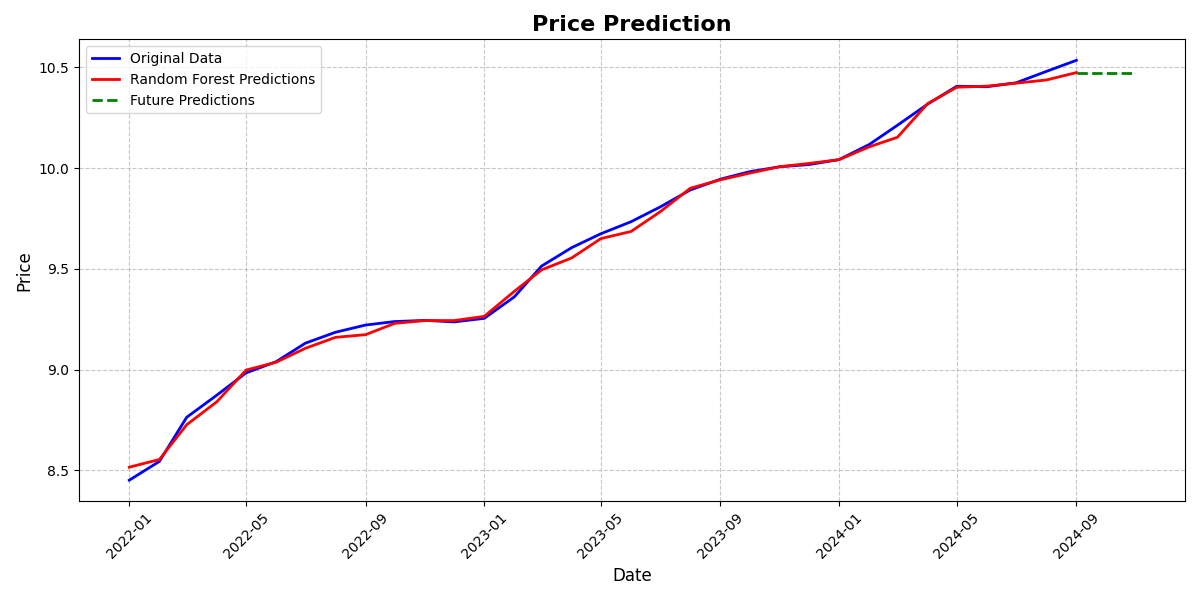 Price Prediction
Original Data
Random Forest Predictions
Future Predictions
Price
10.5
10.0
9.5
9.0
8.5
2022-01
2022-05
2022-09
2023-01
2023-05
2023-09
2024-01
2024-05
2024-09
Date